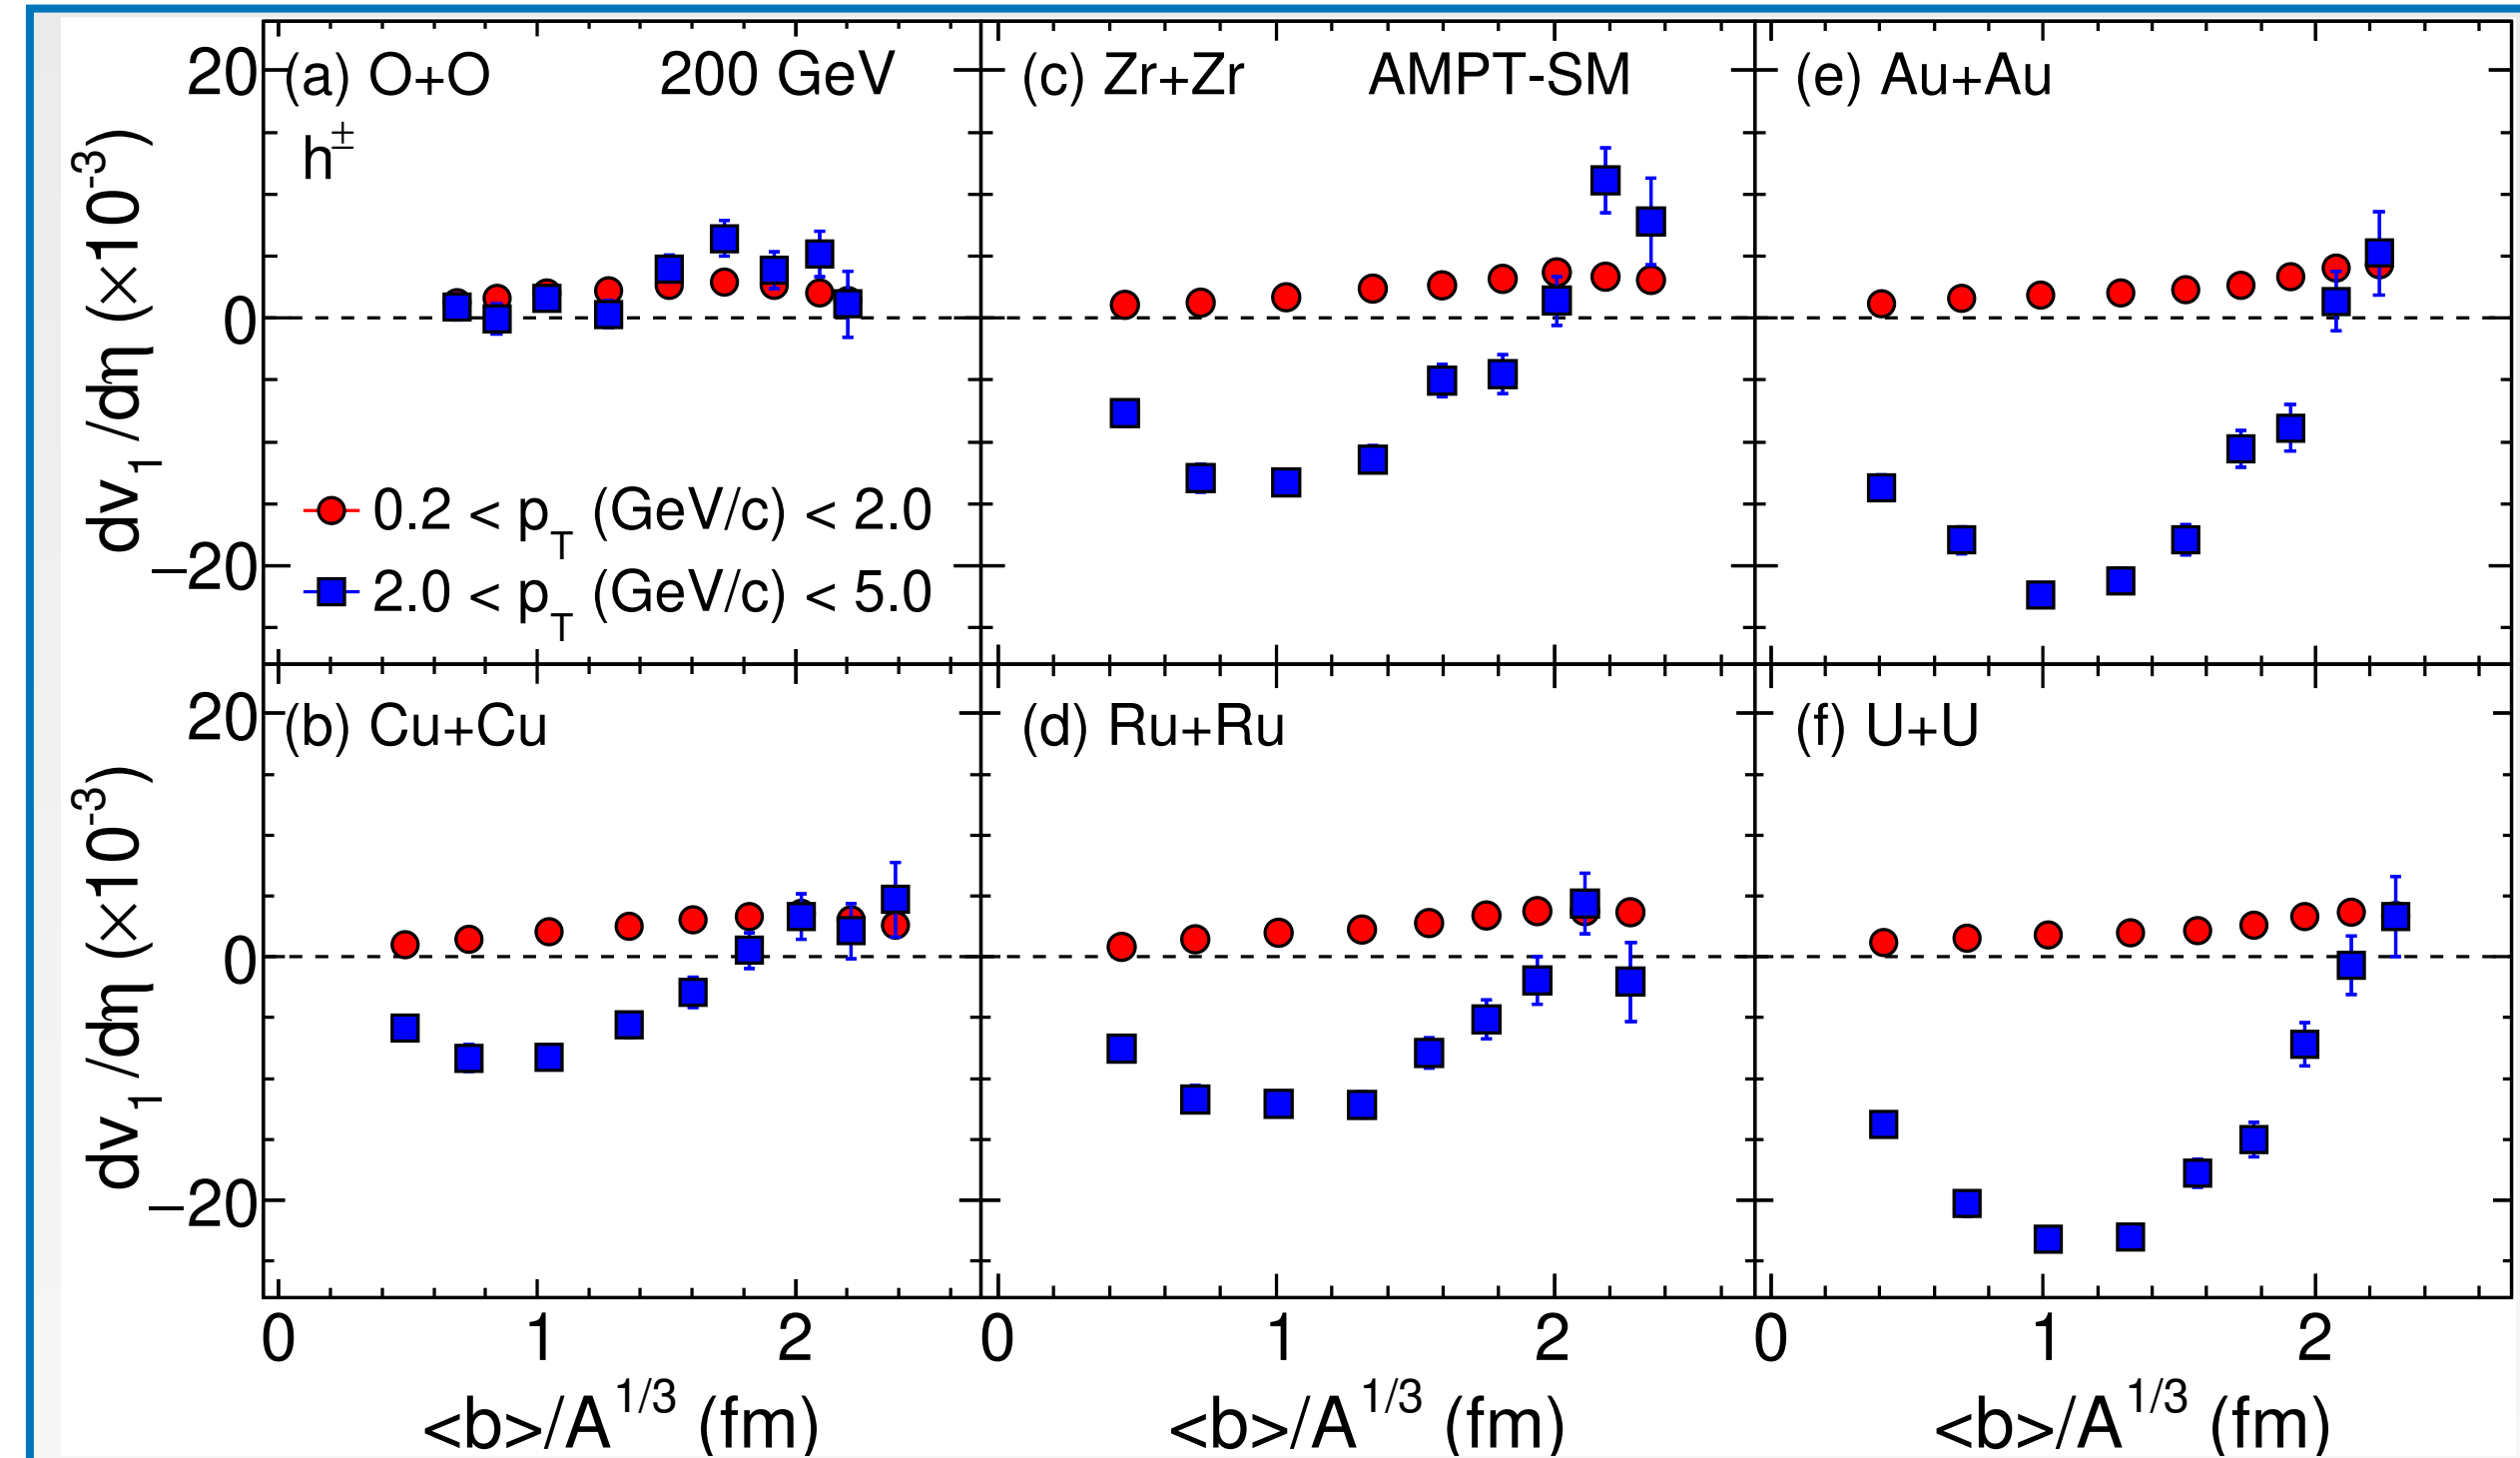 (a) O+O 200 GeV
h±
0.2 < pT (GeV/c) < 2.0
2.0 < pT (GeV/c) < 5.0
20
0
−20
dv1/dη (×10-3)
(c) Zr+Zr AMPT-SM
(e) Au+Au
(b) Cu+Cu
20
0
−20
dv1/dη (×10-3)
(d) Ru+Ru
(f) U+U
0 1 2
0 1 2
0 1 2
<b>/A1/3 (fm)
<b>/A1/3 (fm)
<b>/A1/3 (fm)